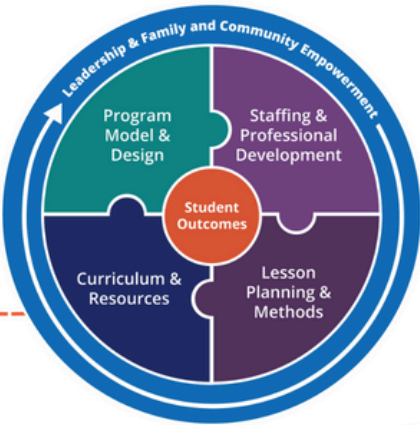 Leadership & Family and Community Empowerment
Program
Model &
Design
Staffing &
Professional
Development
Student
Outcomes
Curriculum &
Resources
Lesson
Planning &
Methods